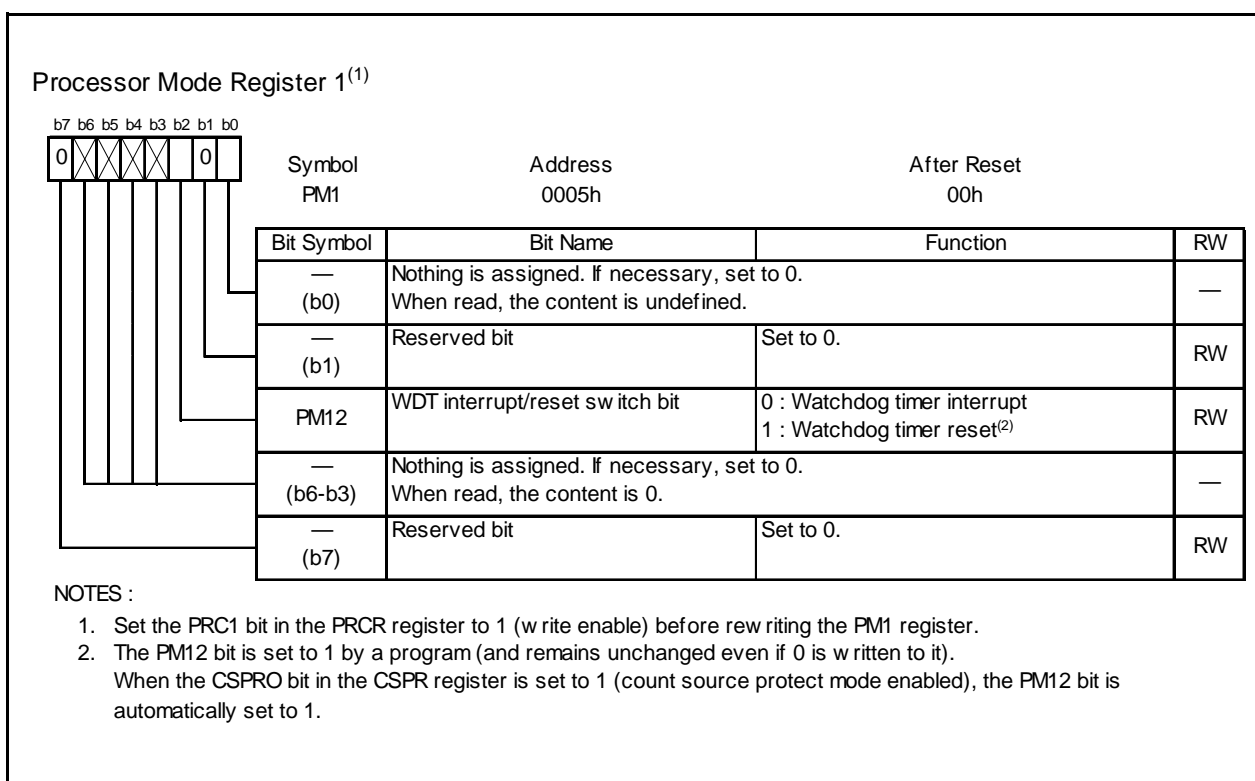 Processor Mode Register 1(1)
b7 b6 b5 b4 b3 b2 b1 b0
0 0
Symbol Address After Reset
PM1 0005h 00h
Bit Symbol Bit Name Function RW
— (b0) Nothing is assigned. If necessary, set to 0.
When read, the content is undefined. —
— (b1) Reserved bit Set to 0. RW
PM12 WDT interrupt/reset switch bit 0 : Watchdog timer interrupt
1 : Watchdog timer reset(2) RW
— (b6-b3) Nothing is assigned. If necessary, set to 0.
When read, the content is 0. —
— (b7) Reserved bit Set to 0. RW
NOTES :
1. Set the PRC1 bit in the PRCR register to 1 (write enable) before rewriting the PM1 register.
2. The PM12 bit is set to 1 by a program (and remains unchanged even if 0 is written to it).
When the CSPRO bit in the CSPR register is set to 1 (count source protect mode enabled), the PM12 bit is
automatically set to 1.